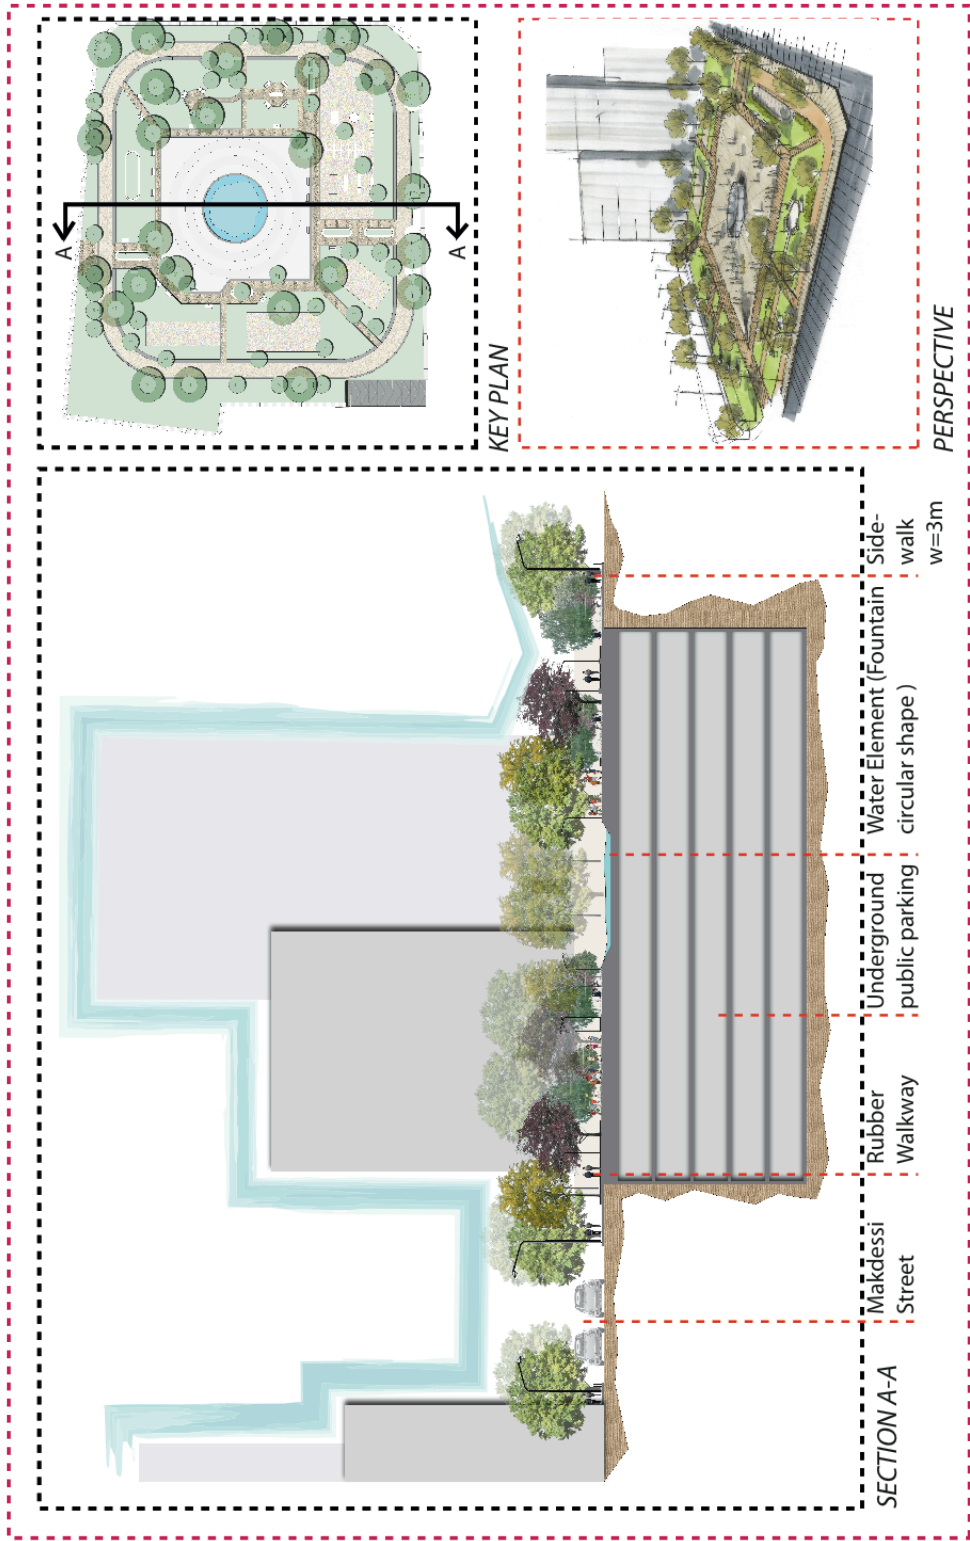 A
A
KEY PLAN
PERSPECTIVE
Makdessi
Street
Rubber
Walkway
Underground
public parking
Water Element (Fountain
circular shape )
Side-
walk
w=3m
SECTION A-A